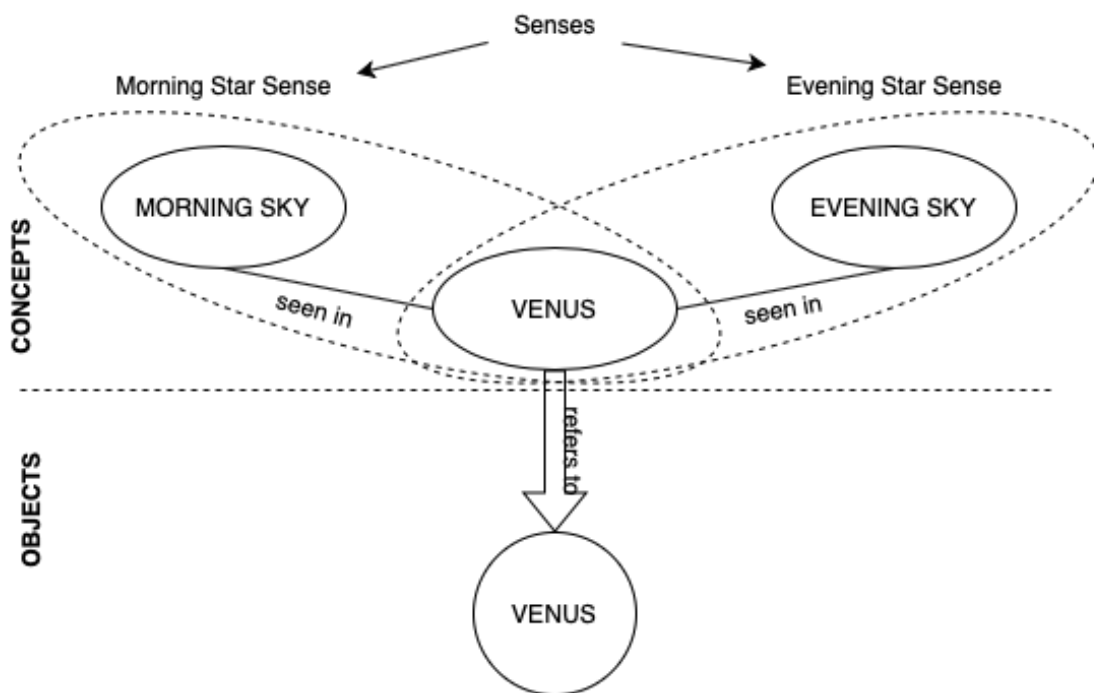 Senses
Morning Star Sense
Evening Star Sense
MORNING SKY
EVENING SKY
CONCEPTS
seen in
VENUS
seen in
refers to
OBJECTS
VENUS